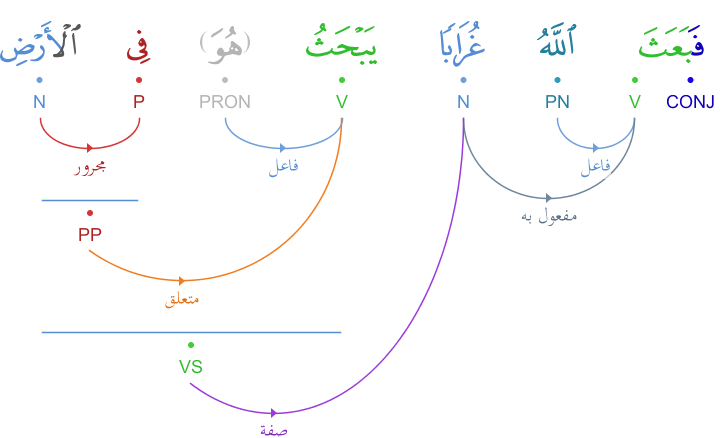 فَبَعَثَ ٱللَّهُ غُرَابًا يَبْحَثُ (هُوَ) فِى ٱلْأَرْضِ
CONJ V PN N V PRON P N
فاعل فاعل مجرور
مفعول به
PP
متعلق
VS
صفة